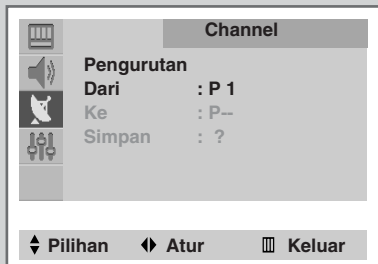 Channel
Pengurutan
Dari : P 1
Ke : P--
Simpan : ?
Pilihan Atur Keluar